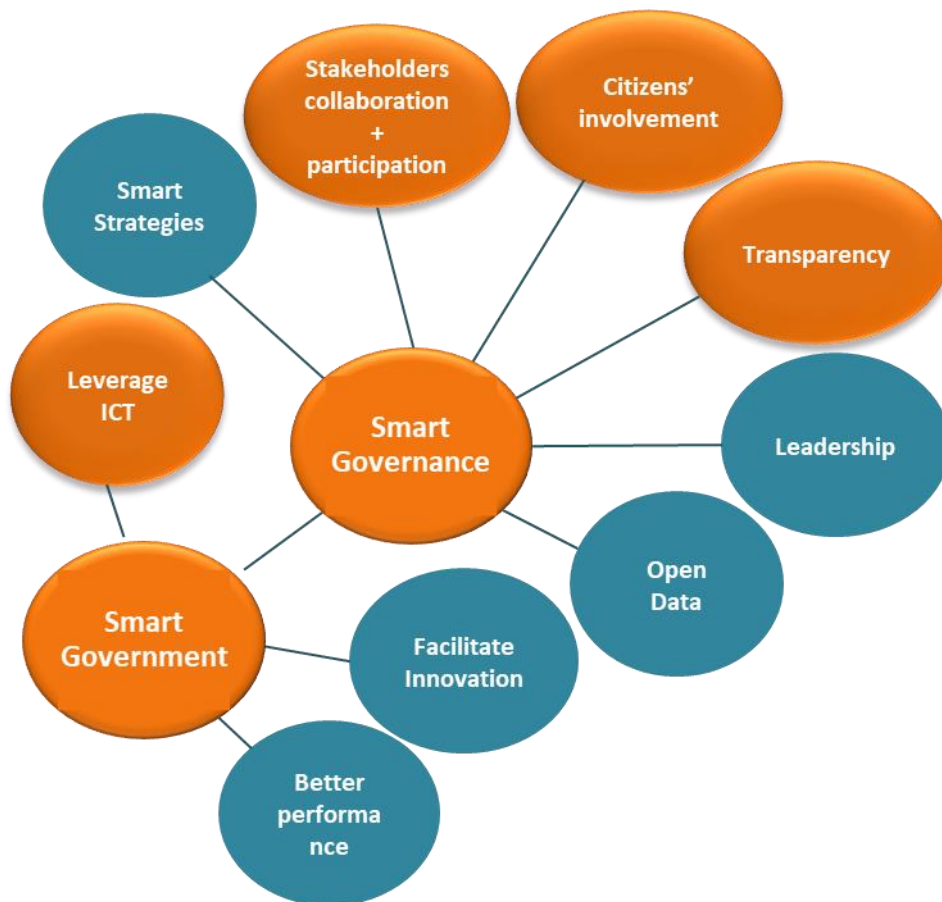 Stakeholders
collaboration
+
participation
Citizens’
involvement
Smart
Strategies
Transparency
Leverage
ICT
Smart
Governance
Leadership
Open
Data
Smart
Government
Facilitate
Innovation
Better
performa
nce